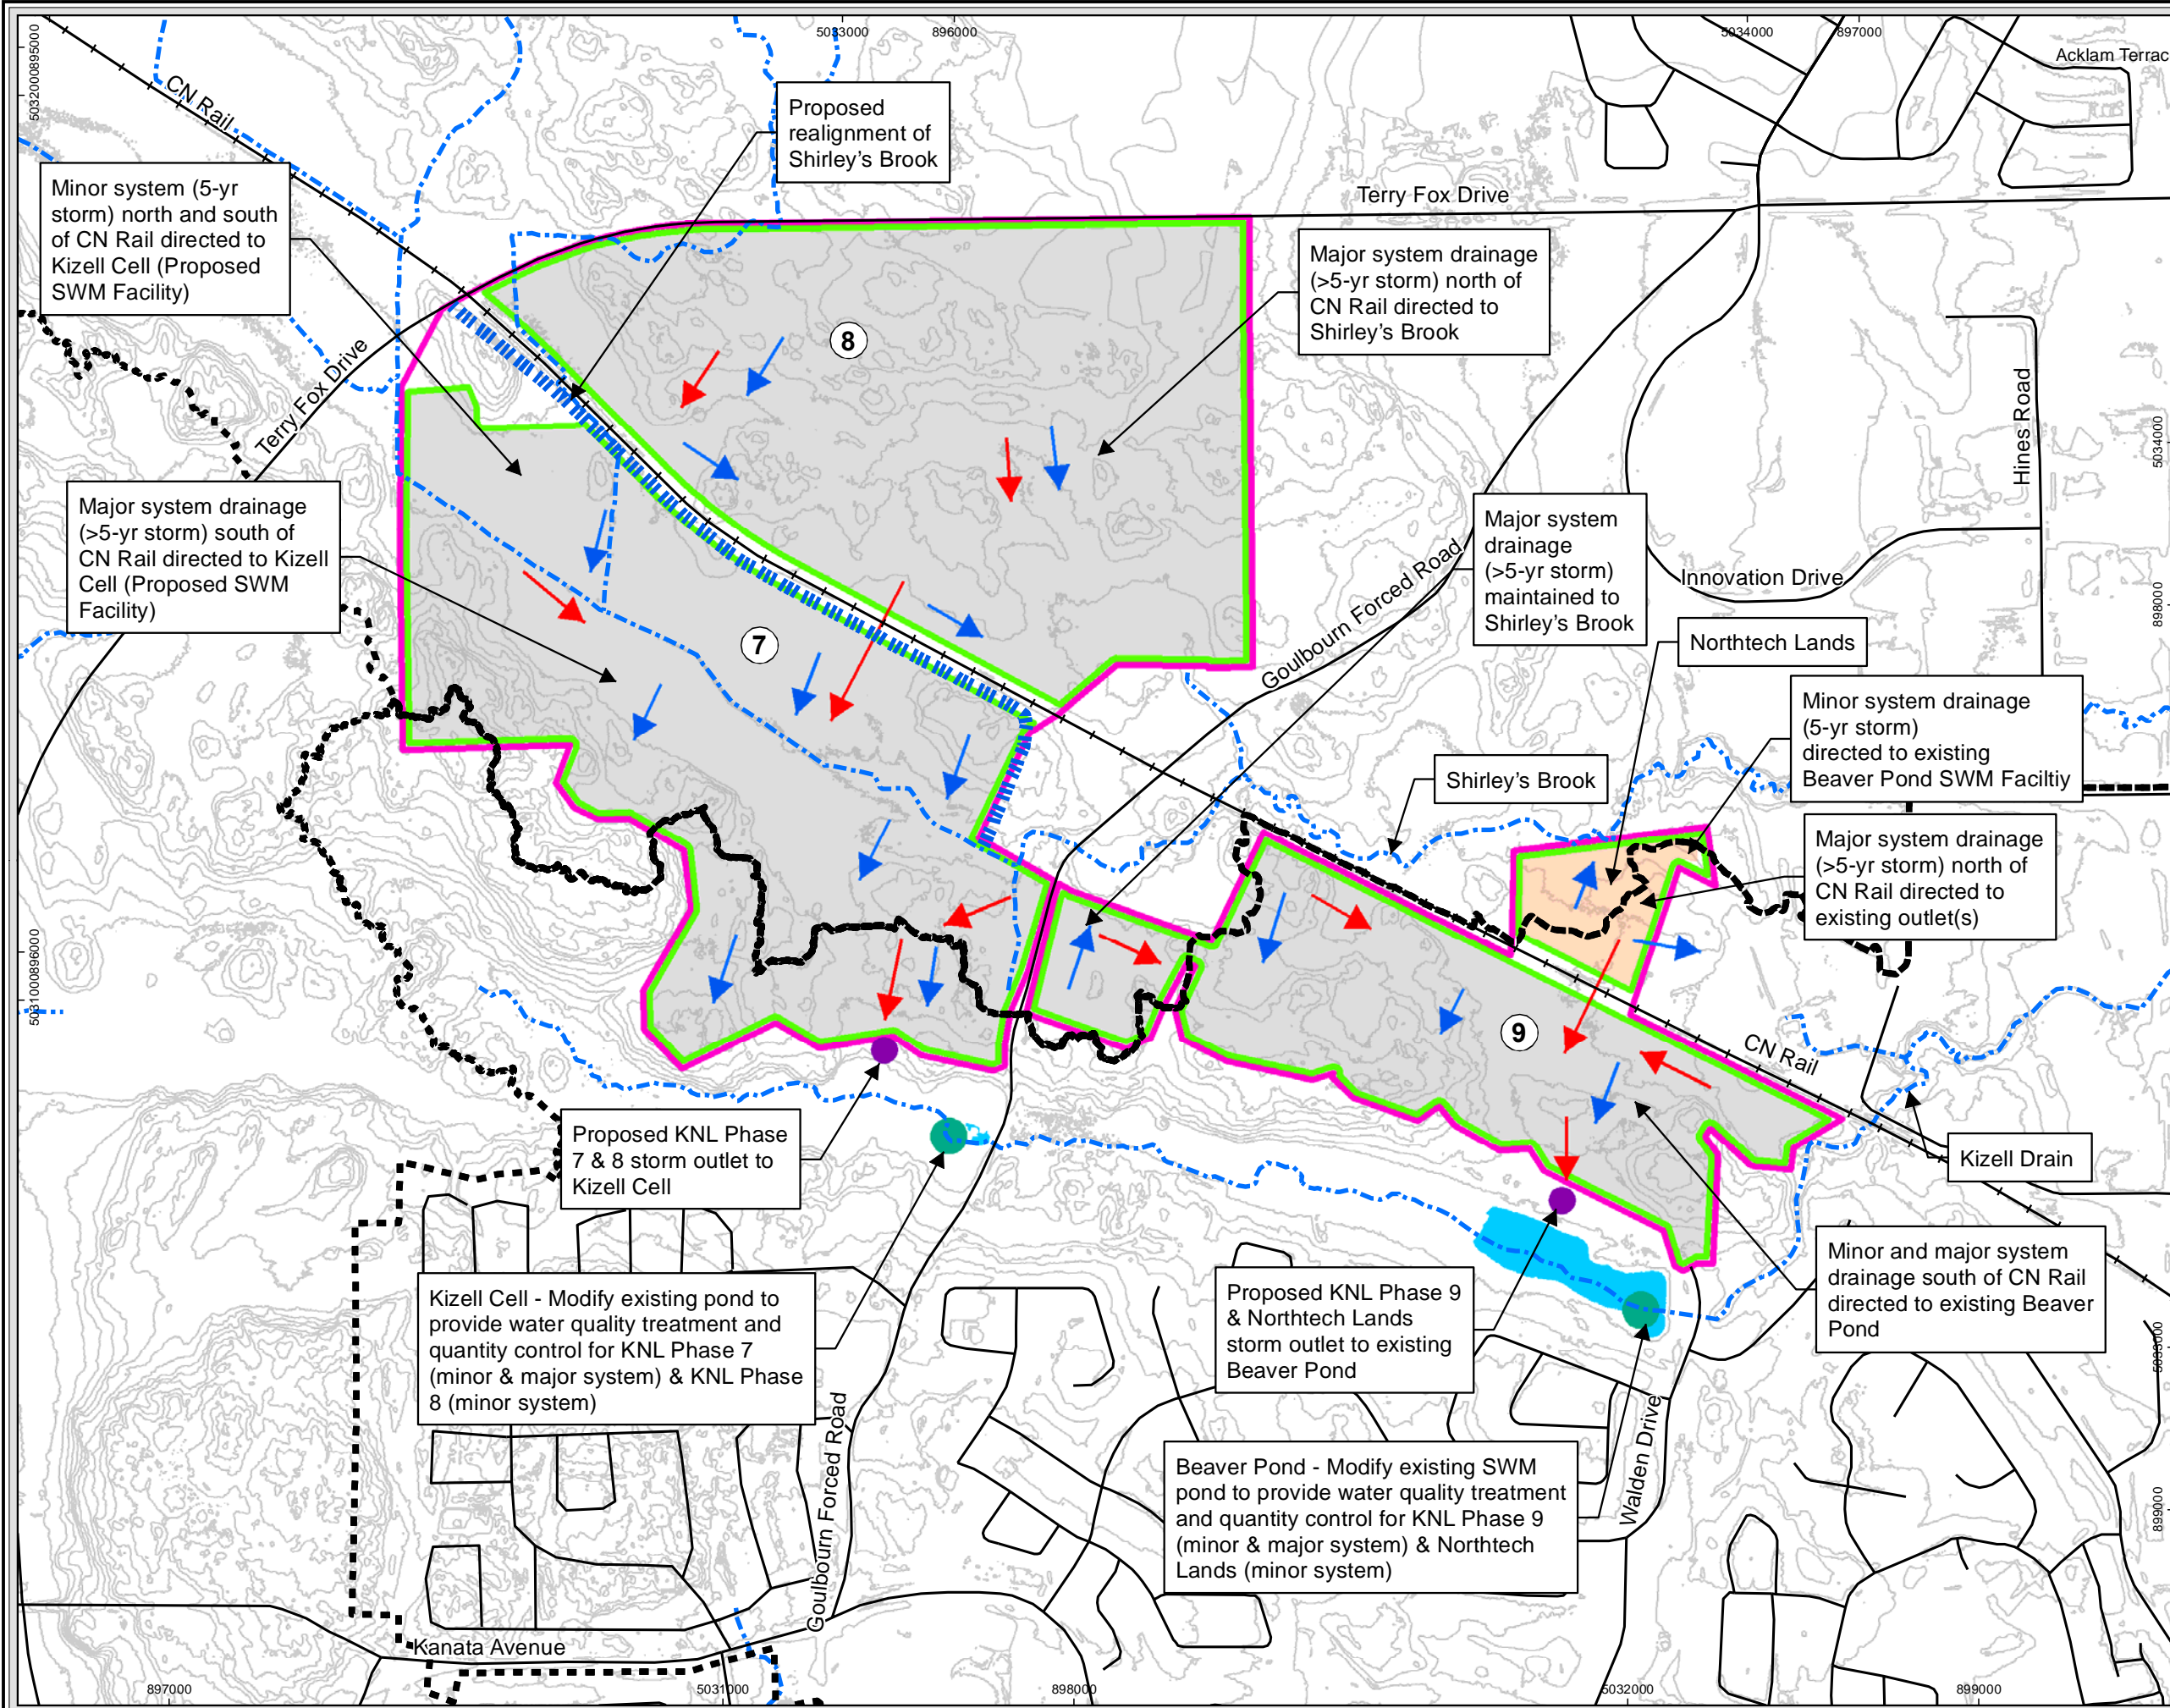 5033000
896000
5034000
897000
Acklam Terrac
895000
5032000
CN Rail
Proposed
realignment of
Shirley's Brook
Minor system (5-yr
storm) north and south
of CN Rail directed to
Kizell Cell (Proposed
SWM Facility)
Terry Fox Drive
Major system drainage
(>5-yr storm) north of
CN Rail directed to
Shirley's Brook
8
Terry Fox Drive
Hines Road
5034000
Major system drainage
(>5-yr storm) south of
CN Rail directed to Kizell
Cell (Proposed SWM
Facility)
Major system
drainage
(>5-yr storm)
maintained to
Shirley's Brook
Goulbourn Forced Road
Innovation Drive
898000
7
Northtech Lands
Minor system drainage
(5-yr storm)
directed to existing
Beaver Pond SWM Faciltiy
Shirley's Brook
Major system drainage
(>5-yr storm) north of
CN Rail directed to
existing outlet(s)
896000
5031000
9
CN Rail
Kizell Drain
Proposed KNL Phase
7 & 8 storm outlet to
Kizell Cell
Minor and major system
drainage south of CN Rail
directed to existing Beaver
Pond
Kizell Cell - Modify existing pond to
provide water quality treatment and
quantity control for KNL Phase 7
(minor & major system) & KNL Phase
8 (minor system)
Proposed KNL Phase 9
& Northtech Lands
storm outlet to existing
Beaver Pond
5033000
Goulbourn Forced Road
Walden Drive
Beaver Pond - Modify existing SWM
pond to provide water quality treatment
and quantity control for KNL Phase 9
(minor & major system) & Northtech
Lands (minor system)
899000
Kanata Avenue
897000
5031000
898000
5032000
899000